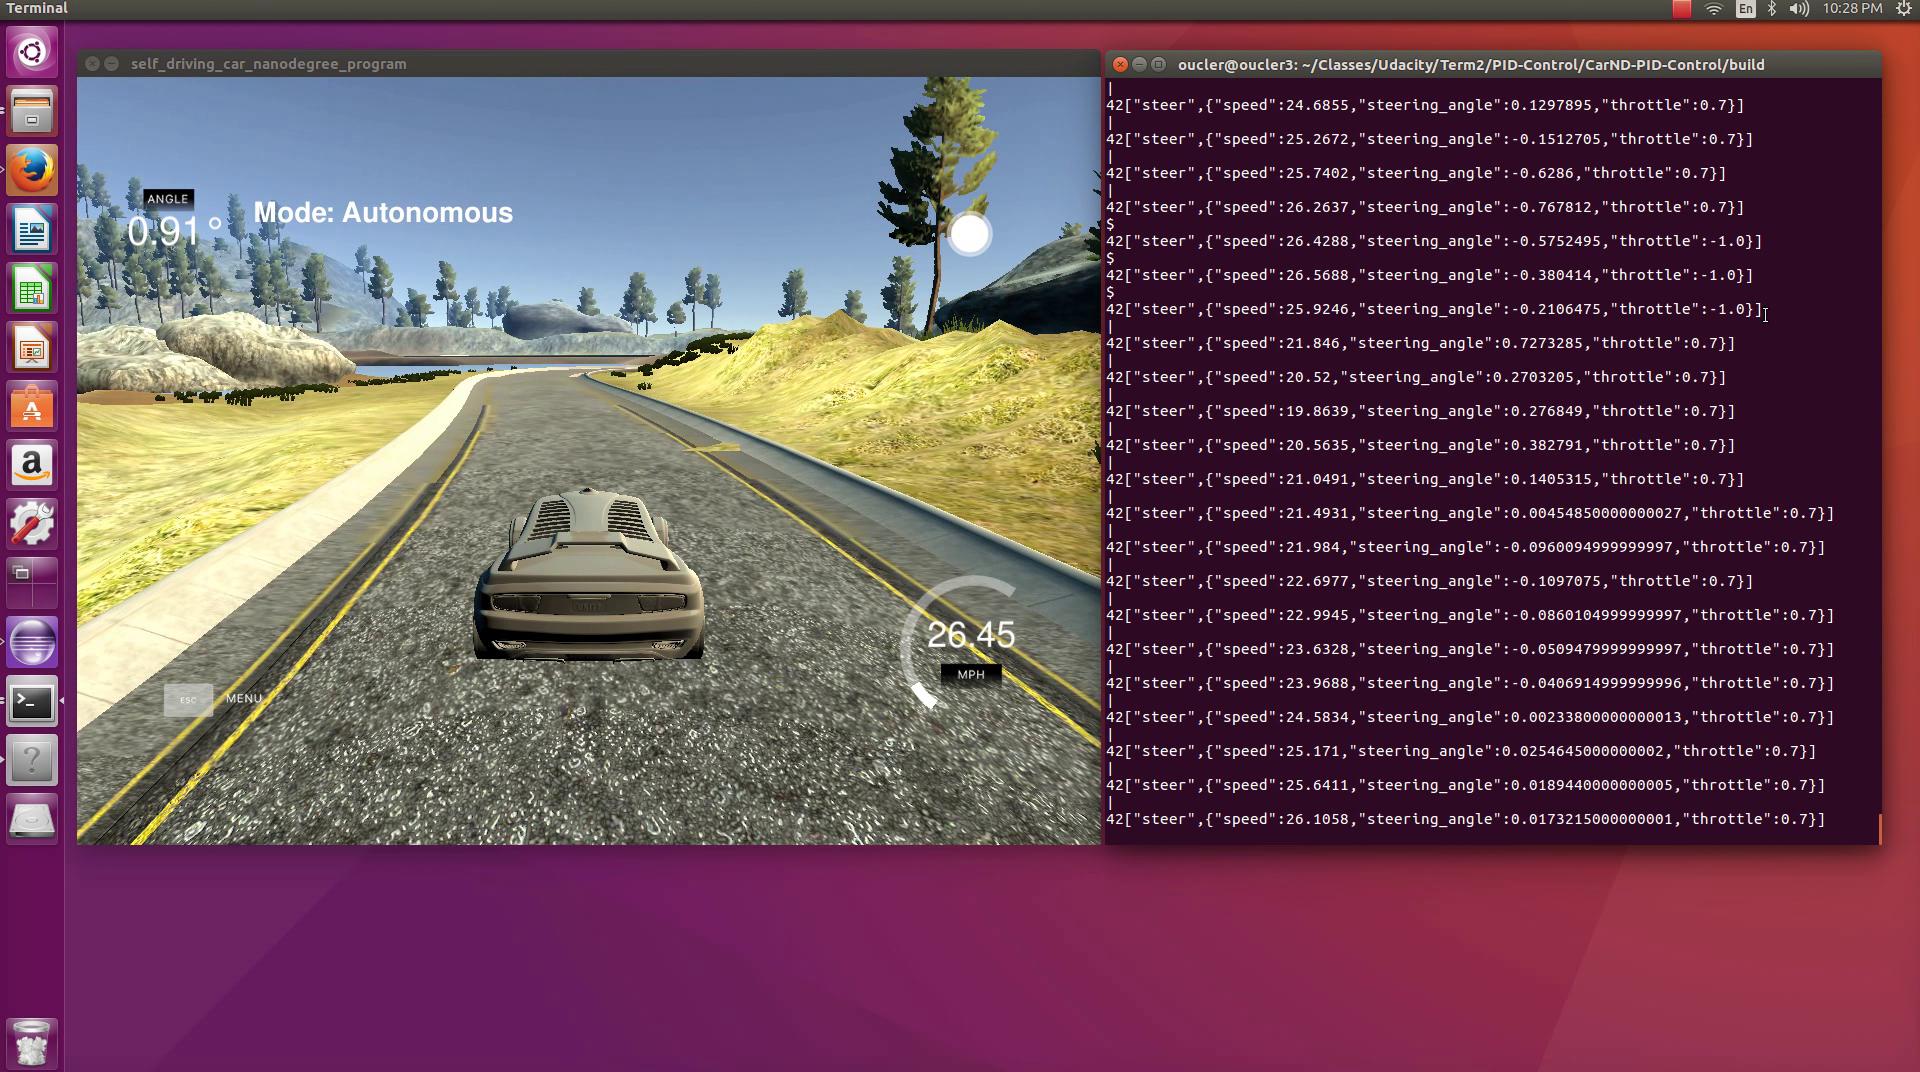 Terminal
En
10:28 PM
self_driving_car_nanodegree_program
ANGLE
0.91°
Mode: Autonomous
26.45
MPH
ESC
MENU
oucler@oucler3: ~/Classes/Udacity/Term2/PID-Control/CarND-PID-Control/build
|
42["steer",{"speed":24.6855,"steering_angle":0.1297895,"throttle":0.7}]
|
42["steer",{"speed":25.2672,"steering_angle":-0.1512705,"throttle":0.7}]
|
42["steer",{"speed":25.7402,"steering_angle":-0.6286,"throttle":0.7}]
|
42["steer",{"speed":26.2637,"steering_angle":-0.767812,"throttle":0.7}]
$
42["steer",{"speed":26.4288,"steering_angle":-0.5752495,"throttle":-1.0}]
$
42["steer",{"speed":26.5688,"steering_angle":-0.380414,"throttle":-1.0}]
$
42["steer",{"speed":25.9246,"steering_angle":-0.2106475,"throttle":-1.0}]
|
42["steer",{"speed":21.846,"steering_angle":0.7273285,"throttle":0.7}]
|
42["steer",{"speed":20.52,"steering_angle":0.2703205,"throttle":0.7}]
|
42["steer",{"speed":19.8639,"steering_angle":0.276849,"throttle":0.7}]
|
42["steer",{"speed":20.5635,"steering_angle":0.382791,"throttle":0.7}]
|
42["steer",{"speed":21.0491,"steering_angle":0.1405315,"throttle":0.7}]
|
42["steer",{"speed":21.4931,"steering_angle":0.00454850000000027,"throttle":0.7}]
|
42["steer",{"speed":21.984,"steering_angle":-0.0960094999999997,"throttle":0.7}]
|
42["steer",{"speed":22.6977,"steering_angle":-0.1097075,"throttle":0.7}]
|
42["steer",{"speed":22.9945,"steering_angle":-0.0860104999999997,"throttle":0.7}]
|
42["steer",{"speed":23.6328,"steering_angle":-0.0509479999999997,"throttle":0.7}]
|
42["steer",{"speed":23.9688,"steering_angle":-0.0406914999999996,"throttle":0.7}]
|
42["steer",{"speed":24.5834,"steering_angle":0.00233800000000013,"throttle":0.7}]
|
42["steer",{"speed":25.171,"steering_angle":0.0254645000000002,"throttle":0.7}]
|
42["steer",{"speed":25.6411,"steering_angle":0.0189440000000005,"throttle":0.7}]
|
42["steer",{"speed":26.1058,"steering_angle":0.0173215000000001,"throttle":0.7}]